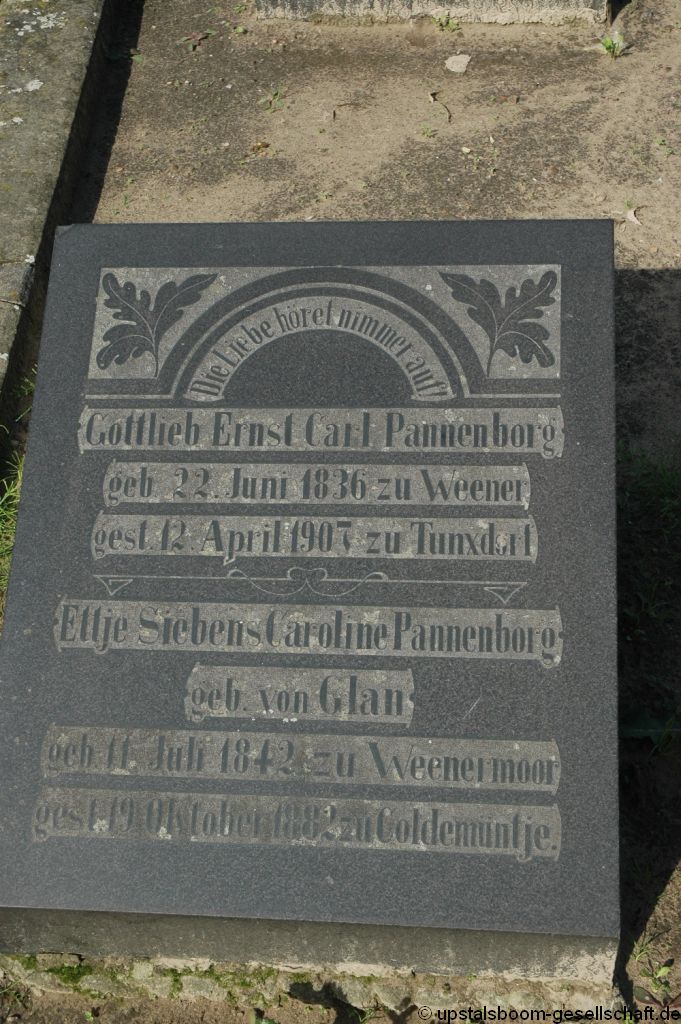 Die Liebe höret nimmer auf!
Gottlieb Ernst Carl Pannenborg
geb. 22. Juni 1836 zu Weener
gest. 12. April 1907 zu Tunxdorf
Ettje Siebens Caroline Pannenborg
geb. von Glan
geb. 11. Juli 1842 zu Weenermoor
gest. 19. Oktober 1882 zu Coldemüntje.
© upstalsboom-gesellschaft.de